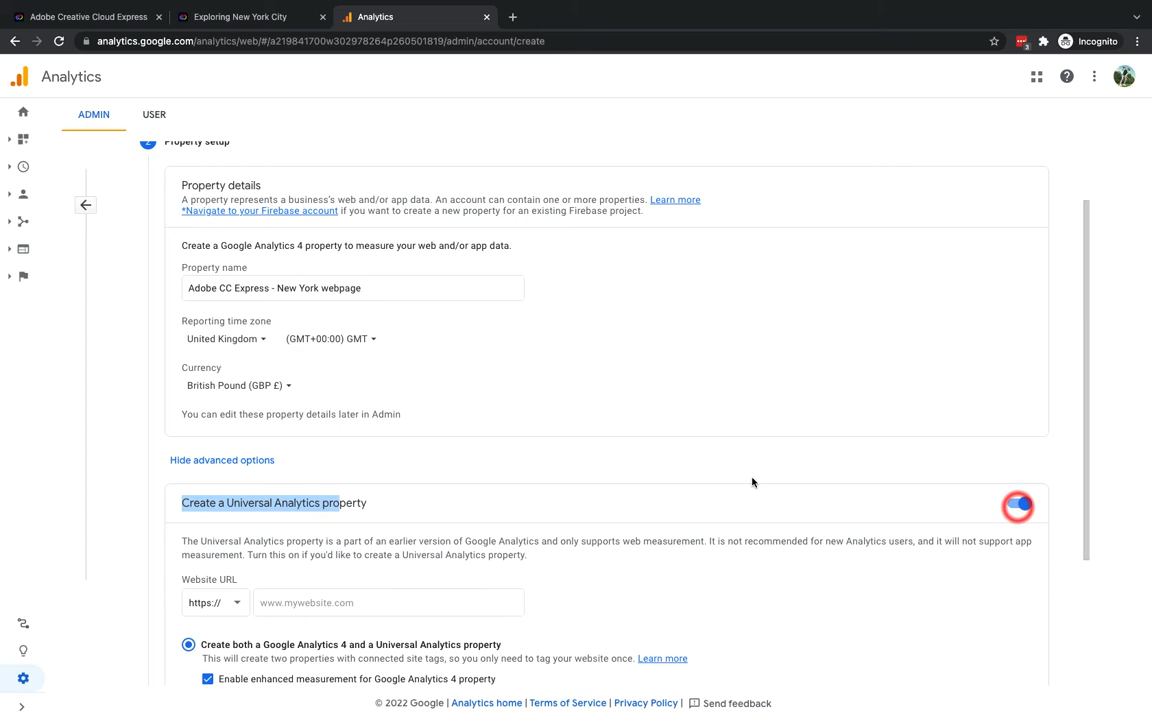 Adobe Creative Cloud Express
Exploring New York City
Analytics
analytics.google.com/analytics/web/#/a219841700w302978264p260501819/admin/account/create
3
Incognito
Analytics
ADMIN
USER
2 Property setup
Property details
A property represents a business's web and/or app data. An account can contain one or more properties. Learn more
*Navigate to your Firebase account if you want to create a new property for an existing Firebase project.
Create a Google Analytics 4 property to measure your web and/or app data.
Property name
Adobe CC Express - New York webpage
Reporting time zone
United Kingdom (GMT+00:00) GMT
Currency
British Pound (GBP £)
You can edit these property details later in Admin
Hide advanced options
Create a Universal Analytics property
The Universal Analytics property is a part of an earlier version of Google Analytics and only supports web measurement. It is not recommended for new Analytics users, and it will not support app
measurement. Turn this on if you'd like to create a Universal Analytics property.
Website URL
https:// www.mywebsite.com
Create both a Google Analytics 4 and a Universal Analytics property
This will create two properties with connected site tags, so you only need to tag your website once. Learn more
Enable enhanced measurement for Google Analytics 4 property
© 2022 Google | Analytics home | Terms of Service | Privacy Policy | Send feedback